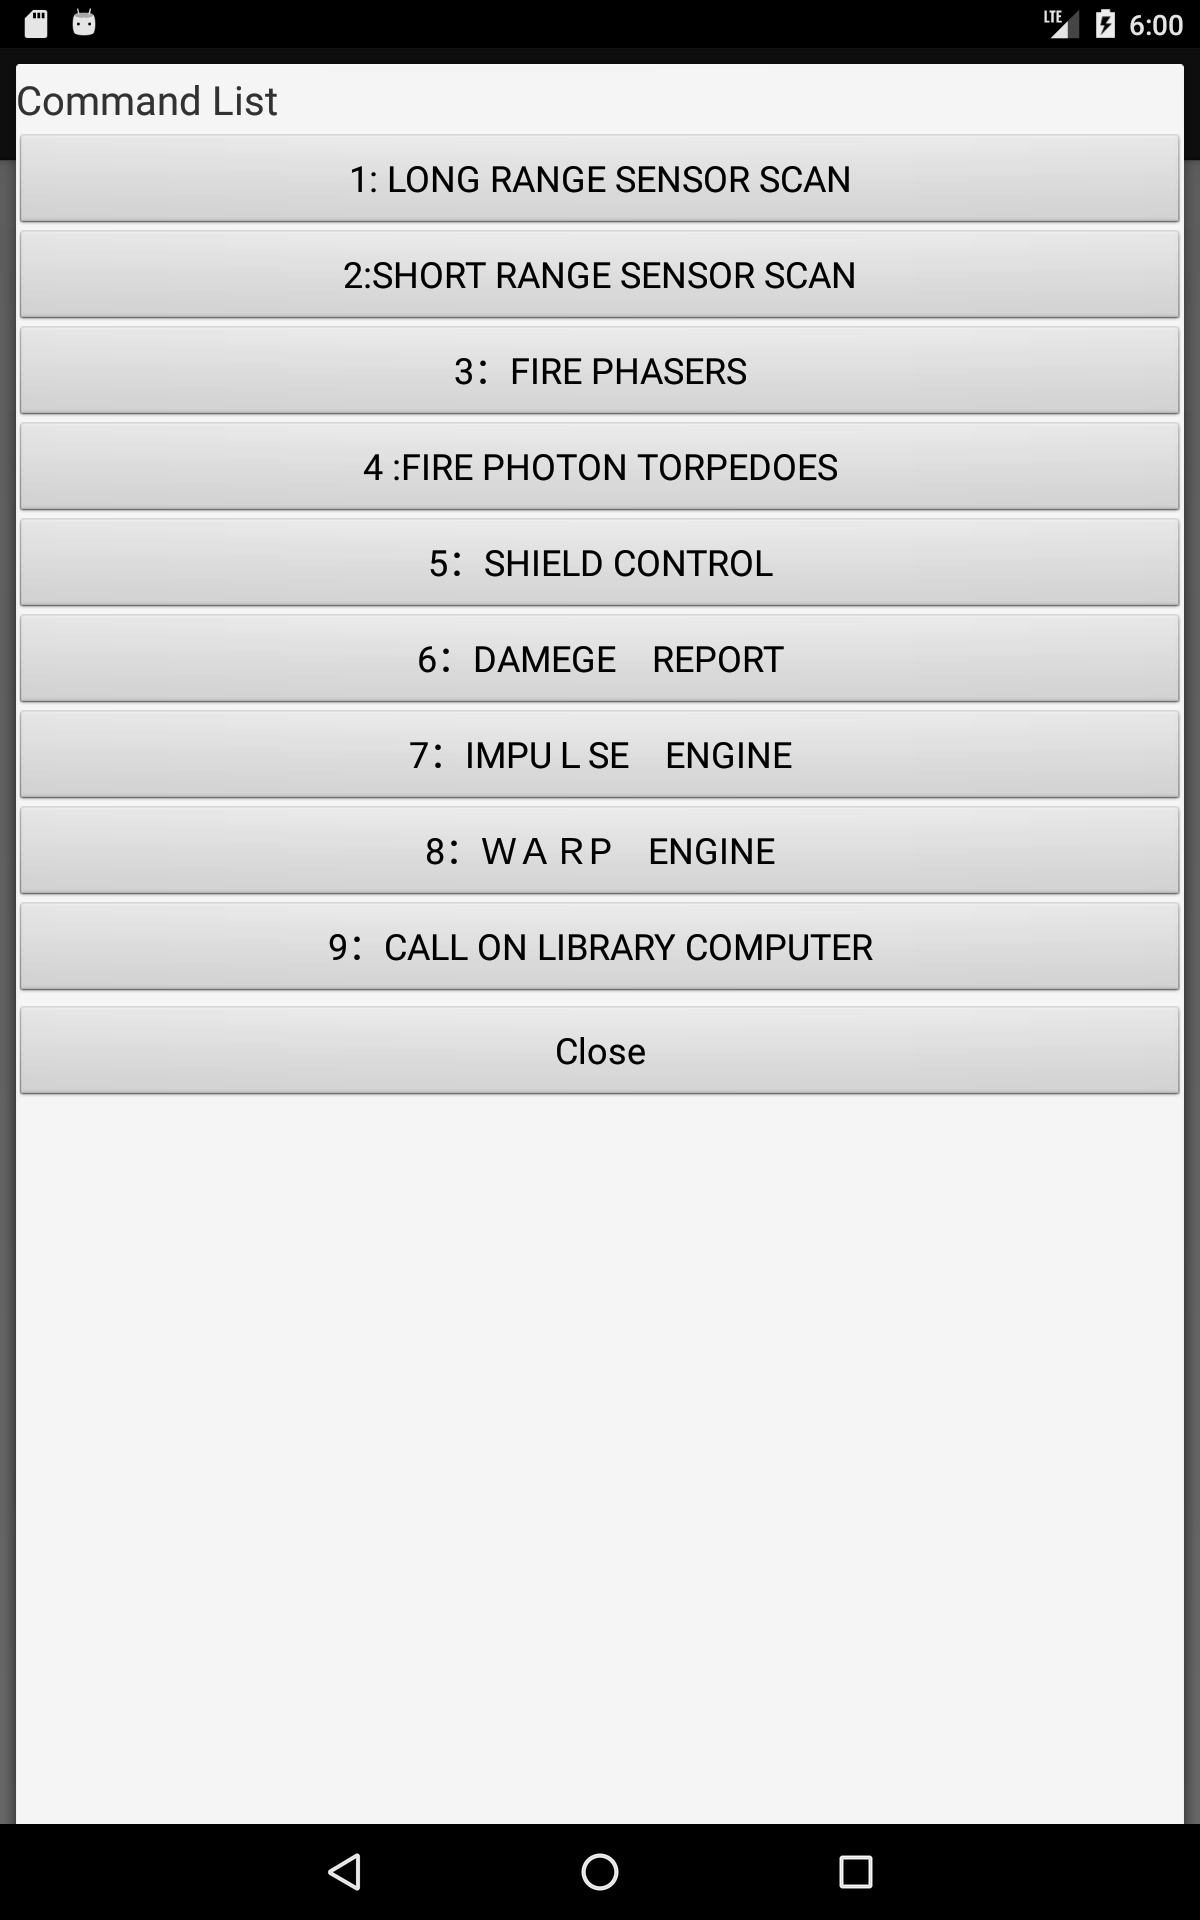 LTE 6:00
Command List
1: LONG RANGE SENSOR SCAN
2:SHORT RANGE SENSOR SCAN
3：FIRE PHASERS
4 :FIRE PHOTON TORPEDOES
5：SHIELD CONTROL
6：DAMEGE　REPORT
7：IMPUＬSE　ENGINE
8：ＷＡＲＰ　ENGINE
9：CALL ON LIBRARY COMPUTER
Close